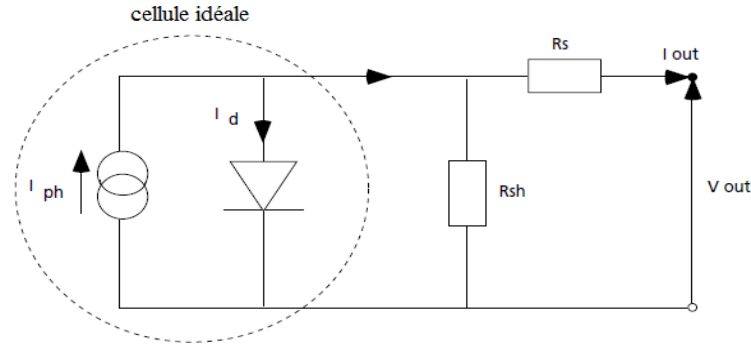 cellule idéale
Rs
I out
I d
I ph
Rsh
V out